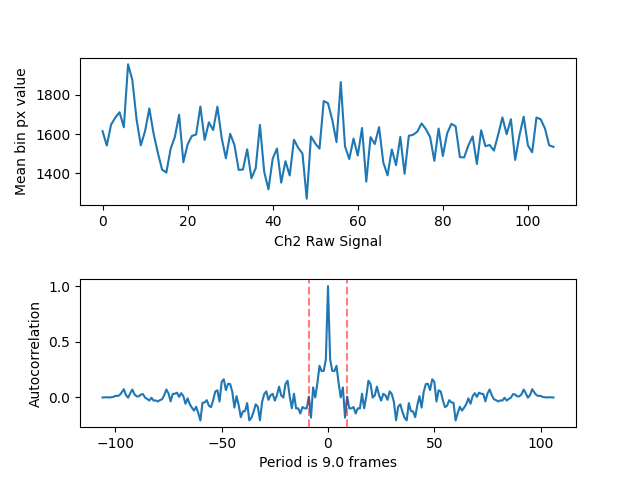 1800
1600
1400
Mean bin px value
0 20 40 60 80 100
Ch2 Raw Signal
1.0
0.5
0.0
Autocorrelation
−100 −50 0 50 100
Period is 9.0 frames